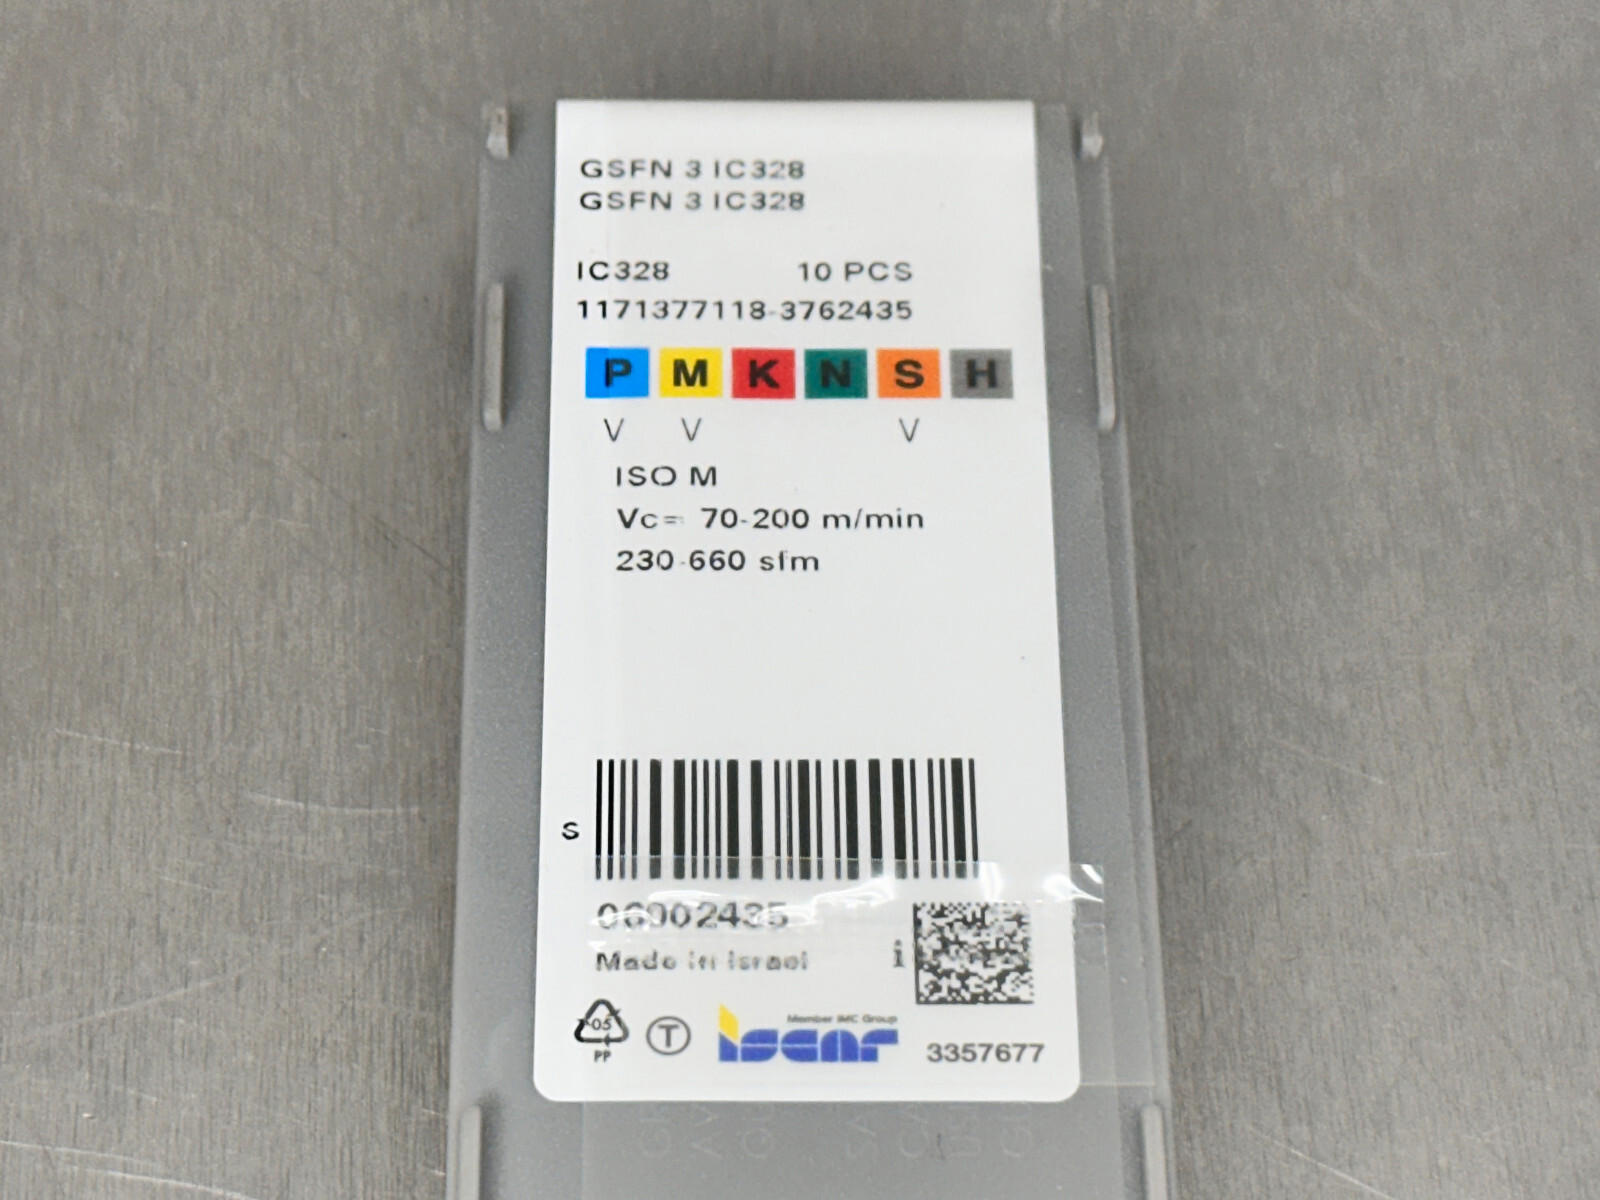 GSFN 3 IC328
GSFN 3 IC328
IC328 10 PCS
1171377118-3762435
P M K N S H
V V V
ISO M
Vc= 70-200 m/min
230-660 sfm
S
06002435
Made in Israel
i
05
PP
T
Member IMC Group
iscar
3357677